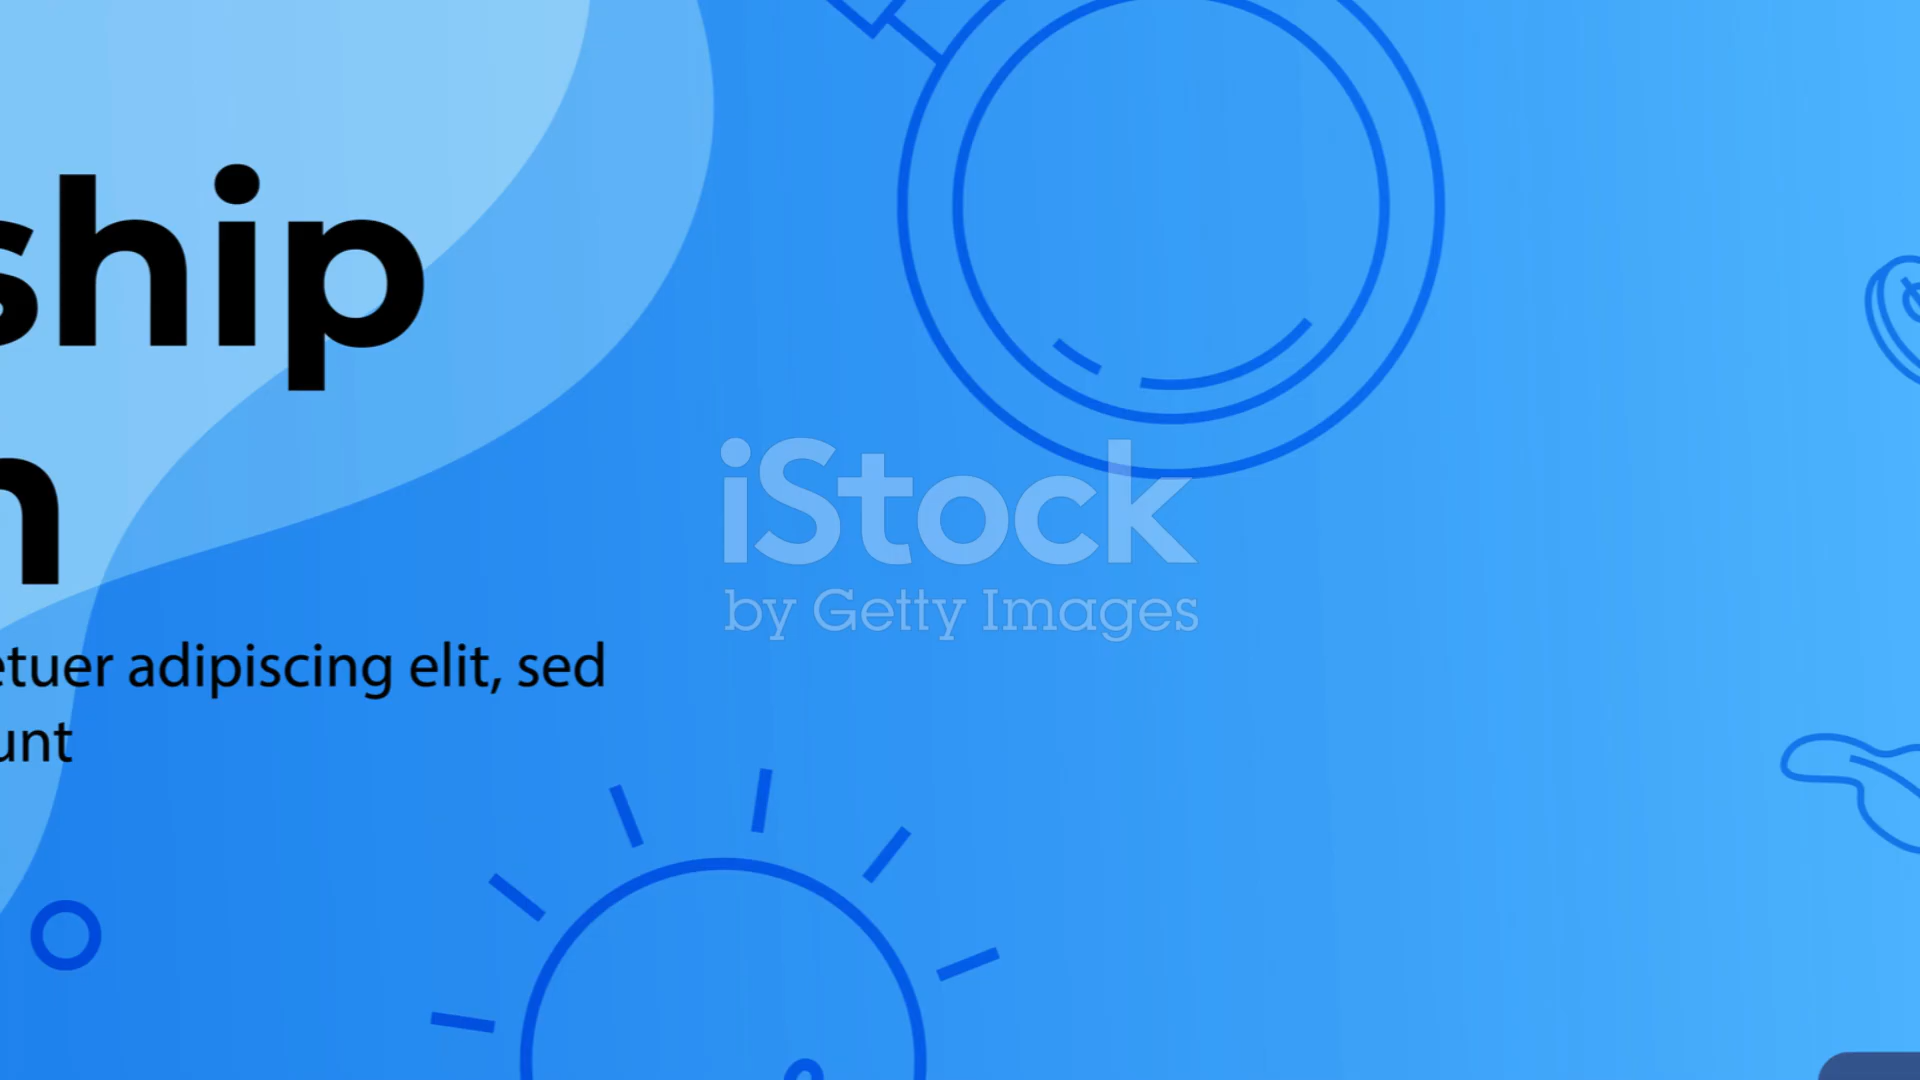 ship
n
etuer adipiscing elit, sed
unt
iStock
by Getty Images